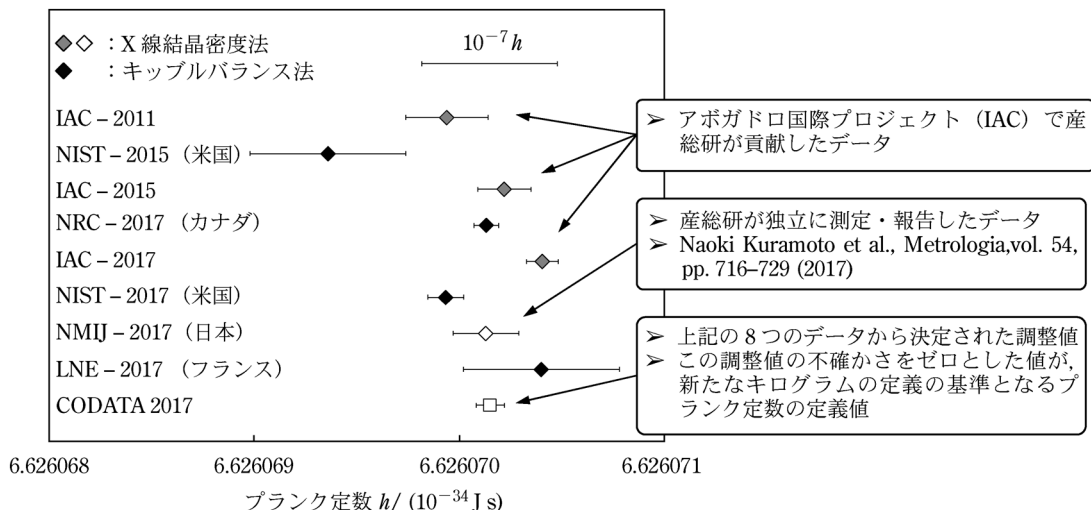 ：X 線結晶密度法
：キッブルバランス法
10⁻⁷ h
IAC – 2011
NIST – 2015（米国）
IAC – 2015
NRC – 2017（カナダ）
IAC – 2017
NIST – 2017（米国）
NMIJ – 2017（日本）
LNE – 2017（フランス）
CODATA 2017
➢ アボガドロ国際プロジェクト（IAC）で産
総研が貢献したデータ
➢ 産総研が独立に測定・報告したデータ
➢ Naoki Kuramoto et al., Metrologia,vol. 54,
pp. 716–729 (2017)
➢ 上記の 8 つのデータから決定された調整値
➢ この調整値の不確かさをゼロとした値が，
新たなキログラムの定義の基準となるプ
ランク定数の定義値
6.626068
6.626069
6.626070
6.626071
プランク定数 h/ (10⁻³⁴ J s)